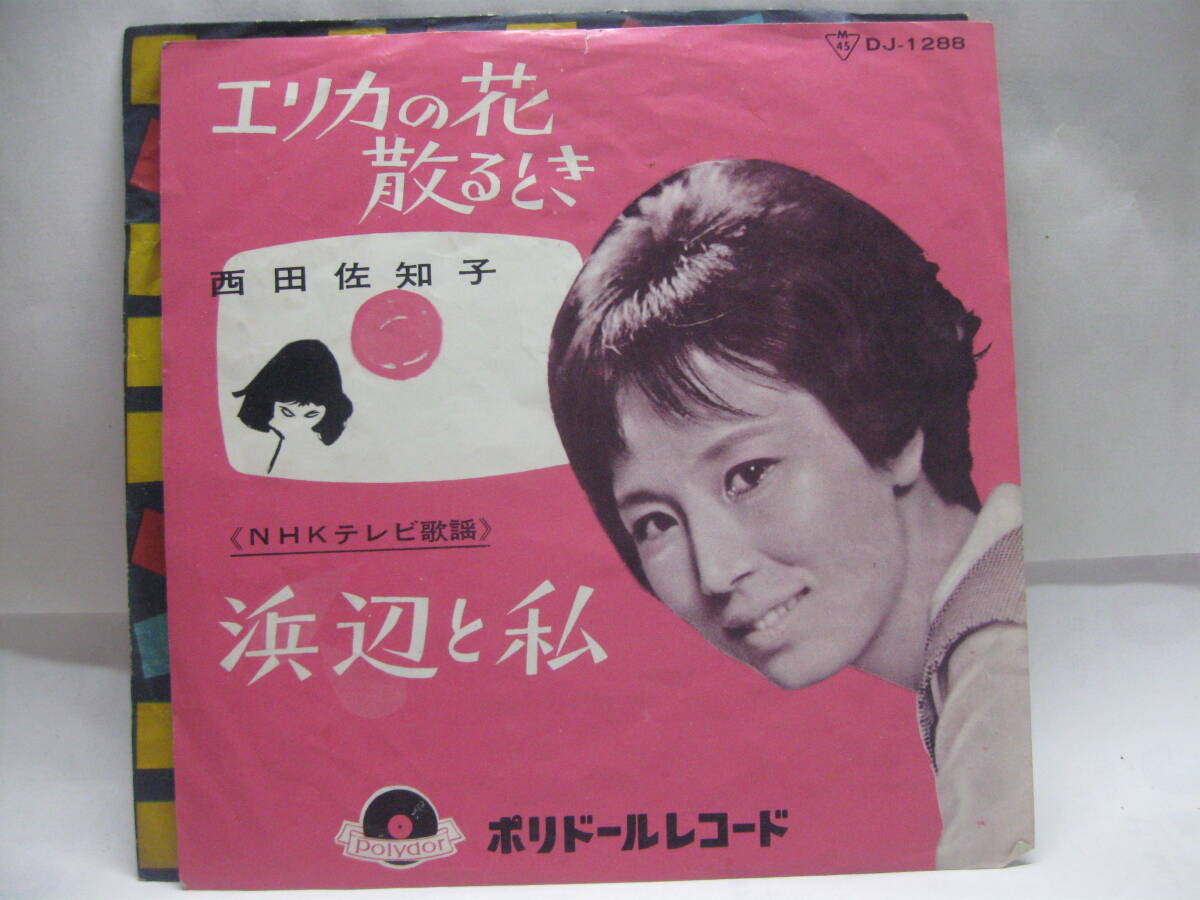 M
45
DJ-1288
エリカの花
散るとき
西田佐知子
《NHKテレビ歌謡》
浜辺と私
Polydor
ポリドールレコード